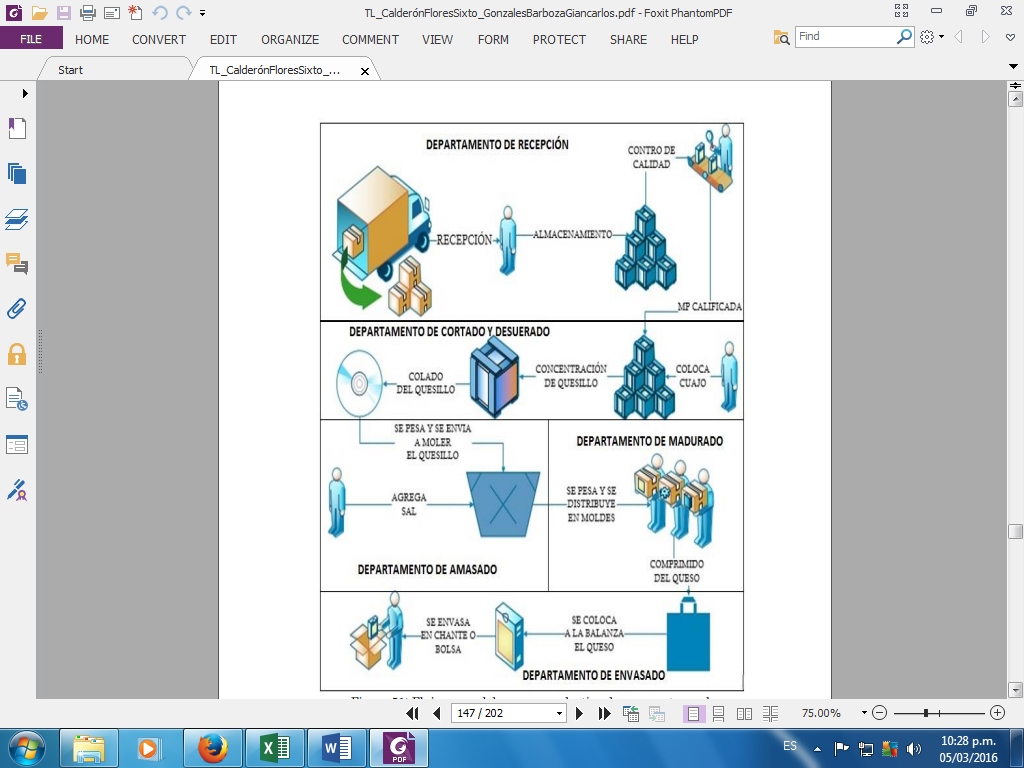 TL_CalderónFloresSixto_GonzalesBarbozaGiancarlos.pdf - Foxit PhantomPDF
FILE HOME CONVERT EDIT ORGANIZE COMMENT VIEW FORM PROTECT SHARE HELP
Find
Start
TL_CalderónFloresSixto_...
DEPARTAMENTO DE RECEPCIÓN
CONTRO DE
CALIDAD
RECEPCIÓN
ALMACENAMIENTO
MP CALIFICADA
DEPARTAMENTO DE CORTADO Y DESUERADO
COLADO
DEL QUESILLO
CONCENTRACIÓN
DE QUESILLO
COLOCA
CUAJO
SE PESA Y SE ENVIA
A MOLER
EL QUESILLO
AGREGA
SAL
DEPARTAMENTO DE AMASADO
DEPARTAMENTO DE MADURADO
SE PESA Y SE
DISTRIBUYE
EN MOLDES
COMPRIMIDO
DEL QUESO
SE ENVASA
EN CHANTE O
BOLSA
SE COLOCA
A LA BALANZA
EL QUESO
DEPARTAMENTO DE ENVASADO
147 / 202
75.00%
PDF
ES
10:28 p.m.
05/03/2016